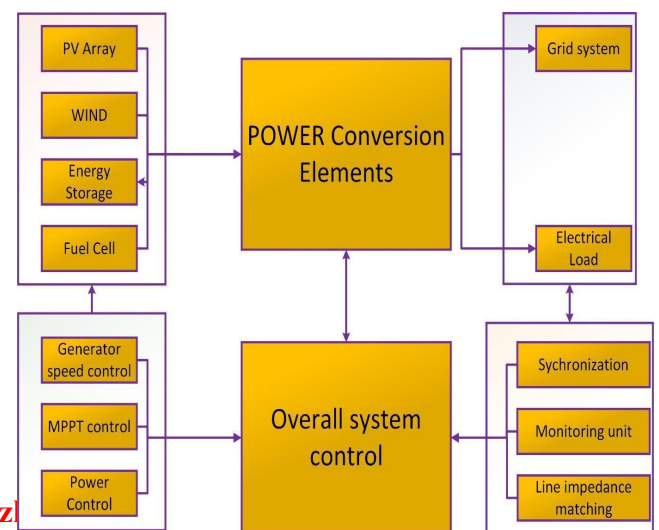 PV Array
WIND
Energy
Storage
Fuel Cell
POWER Conversion
Elements
Grid system
Electrical
Load
Generator
speed control
MPPT control
Power
Control
Overall system
control
Sychronization
Monitoring unit
Line impedance
matching